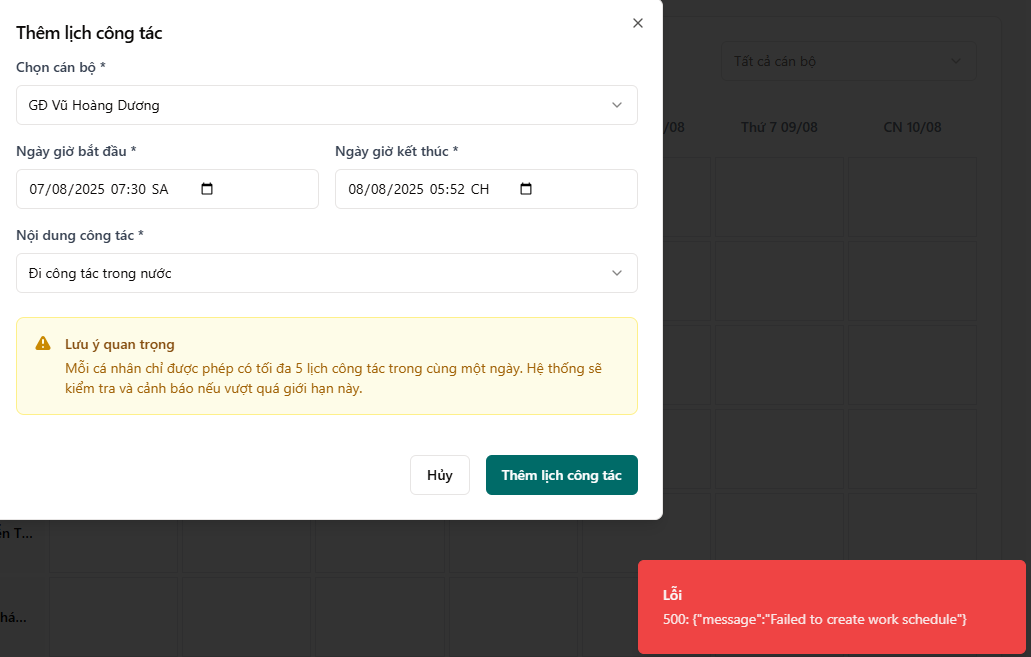 Thêm lịch công tác
Chọn cán bộ *
GĐ Vũ Hoàng Dương
Ngày giờ bắt đầu *
Ngày giờ kết thúc *
07/08/2025 07:30 SA
08/08/2025 05:52 CH
Nội dung công tác *
Đi công tác trong nước
Lưu ý quan trọng
Mỗi cá nhân chỉ được phép có tối đa 5 lịch công tác trong cùng một ngày. Hệ thống sẽ
kiểm tra và cảnh báo nếu vượt quá giới hạn này.
Hủy
Thêm lịch công tác
Tất cả cán bộ
/08
Thứ 7 09/08
CN 10/08
ễn T...
há...
Lỗi
500: {"message":"Failed to create work schedule"}